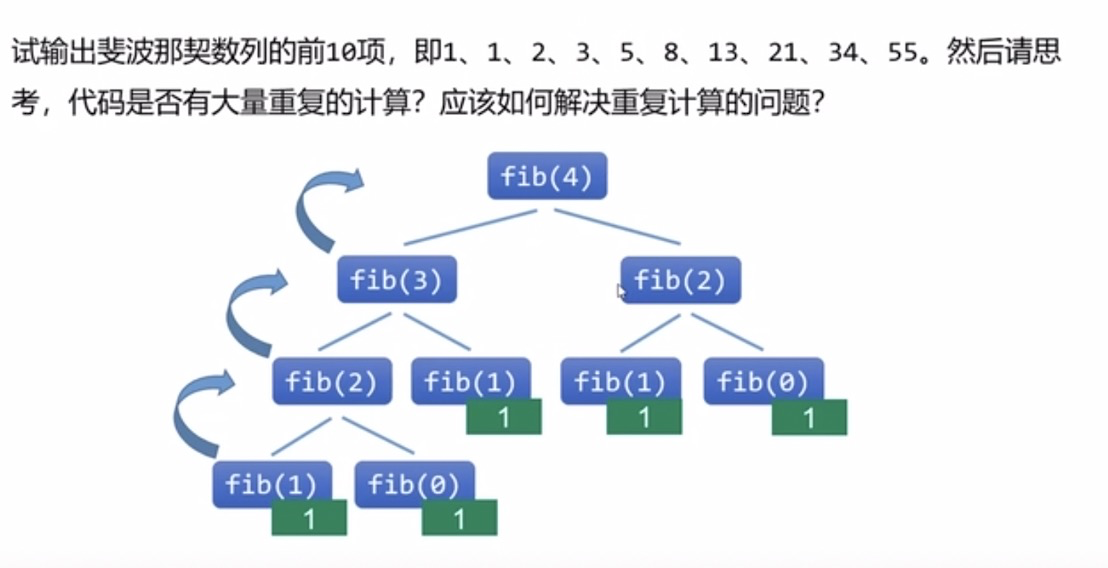 试输出斐波那契数列的前10项，即1、1、2、3、5、8、13、21、34、55。然后请思
考，代码是否有大量重复的计算？应该如何解决重复计算的问题？
fib(4)
fib(3)
fib(2)
fib(2)
fib(1)
fib(1)
fib(0)
1
1
1
fib(1)
fib(0)
1
1